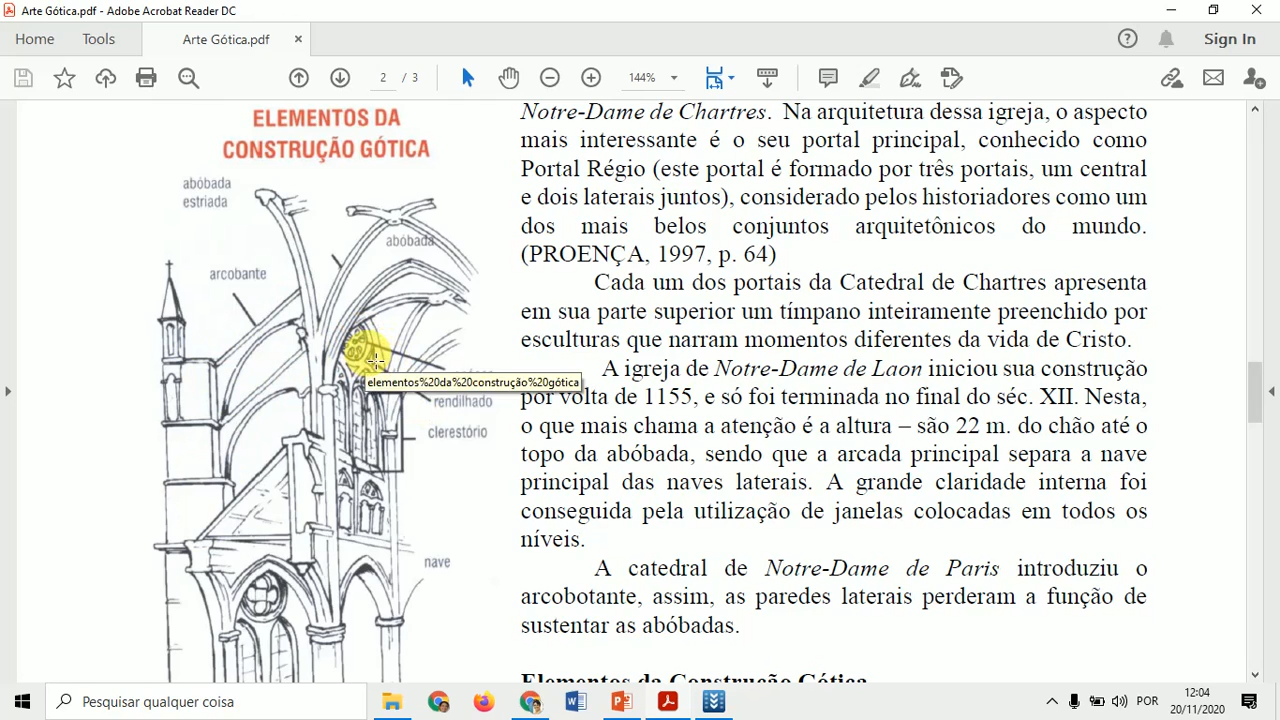 Arte Gótica.pdf - Adobe Acrobat Reader DC
Home Tools Arte Gótica.pdf × Sign In
2 / 3 144%
ELEMENTOS DA
CONSTRUÇÃO GÓTICA
abóbada
estriada
abóbada
arcobante
elementos%20da%20construção%20gótica
rendilhado
clerestório
nave
Notre-Dame de Chartres. Na arquitetura dessa igreja, o aspecto
mais interessante é o seu portal principal, conhecido como
Portal Régio (este portal é formado por três portais, um central
e dois laterais juntos), considerado pelos historiadores como um
dos mais belos conjuntos arquitetônicos do mundo.
(PROENÇA, 1997, p. 64)
Cada um dos portais da Catedral de Chartres apresenta
em sua parte superior um tímpano inteiramente preenchido por
esculturas que narram momentos diferentes da vida de Cristo.
A igreja de Notre-Dame de Laon iniciou sua construção
por volta de 1155, e só foi terminada no final do séc. XII. Nesta,
o que mais chama a atenção é a altura – são 22 m. do chão até o
topo da abóbada, sendo que a arcada principal separa a nave
principal das naves laterais. A grande claridade interna foi
conseguida pela utilização de janelas colocadas em todos os
níveis.
A catedral de Notre-Dame de Paris introduziu o
arcobotante, assim, as paredes laterais perderam a função de
sustentar as abóbadas.
Elementos da Construção Gótica
Pesquisar qualquer coisa
POR
12:04
20/11/2020